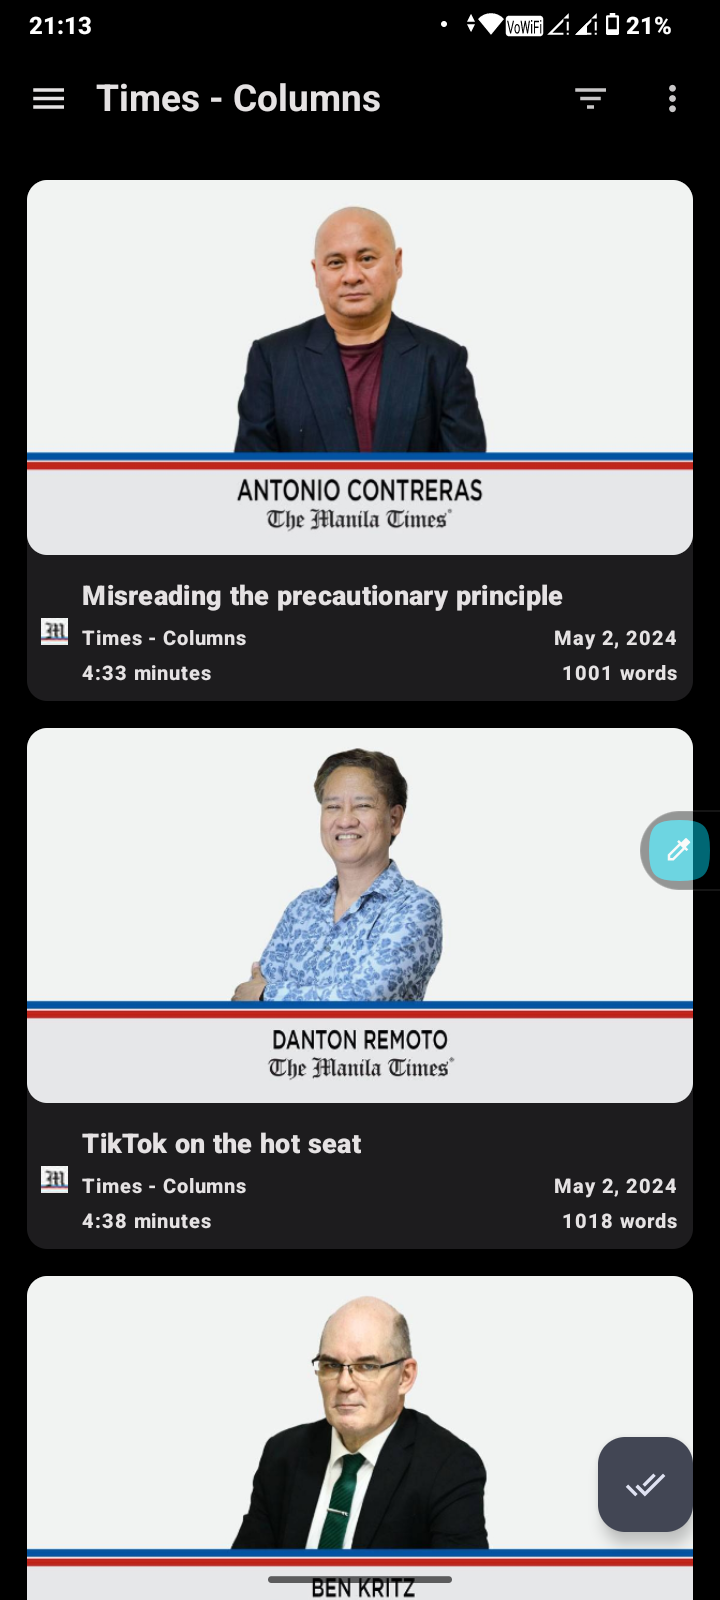 21:13
VoWiFi
21%
Times - Columns
ANTONIO CONTRERAS
The Manila Times
Misreading the precautionary principle
Times - Columns
May 2, 2024
4:33 minutes
1001 words
DANTON REMOTO
The Manila Times
TikTok on the hot seat
Times - Columns
May 2, 2024
4:38 minutes
1018 words
BEN KRITZ